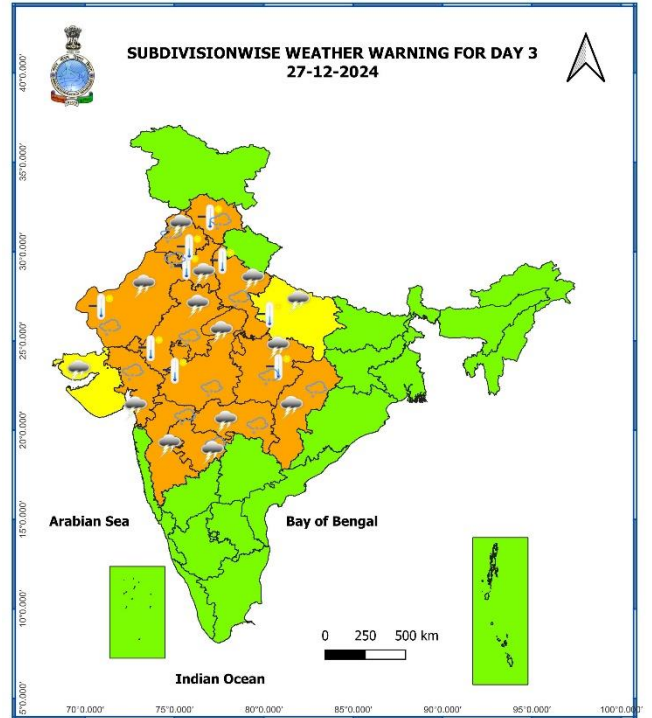 SUBDIVISIONWISE WEATHER WARNING FOR DAY 3
27-12-2024
40°0.000'
35°0.000'
30°0.000'
25°0.000'
20°0.000'
15°0.000'
10°0.000'
5°0.000'
Arabian Sea
Bay of Bengal
0 250 500 km
Indian Ocean
70°0.000' 75°0.000' 80°0.000' 85°0.000' 90°0.000' 95°0.000' 100°0.000'